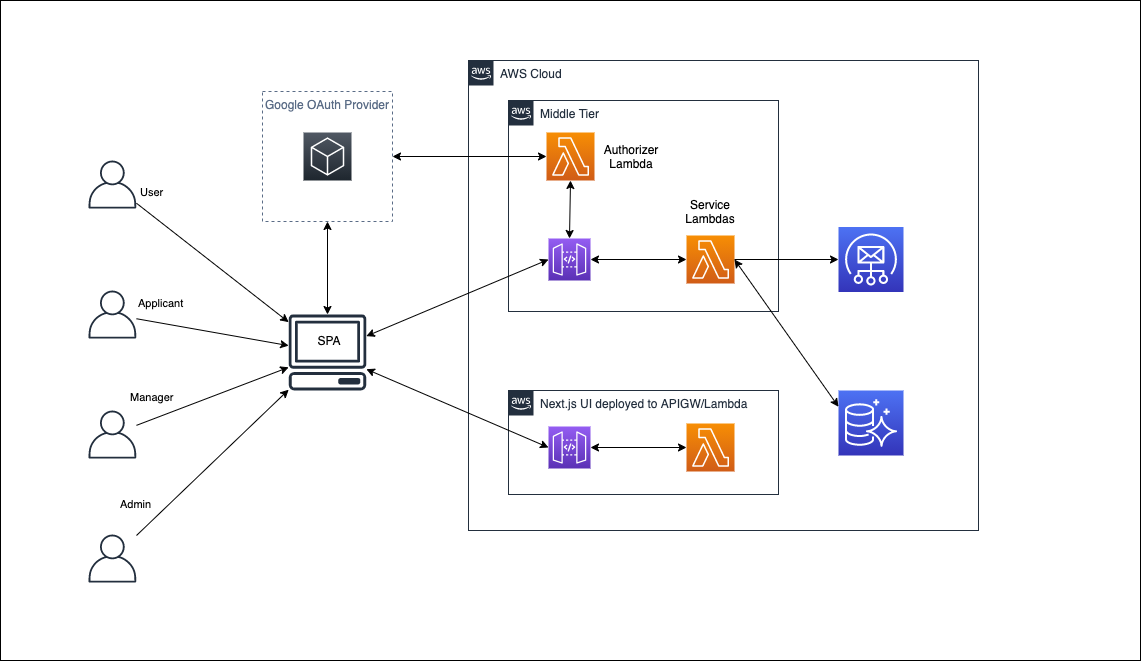 aws
AWS Cloud
Google OAuth Provider
aws
Middle Tier
Authorizer
Lambda
User
Service
Lambdas
</>
Applicant
SPA
Manager
aws
Next.js UI deployed to APIGW/Lambda
</>
Admin